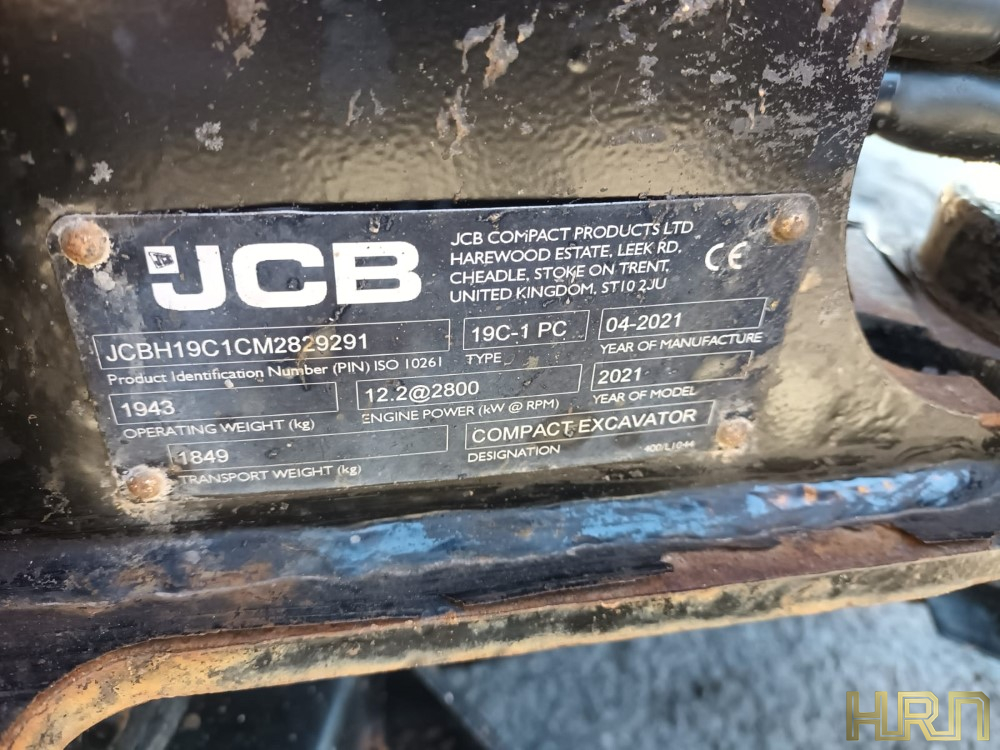 JCB
JCB COMPACT PRODUCTS LTD
HAREWOOD ESTATE, LEEK RD,
CHEADLE, STOKE ON TRENT,
UNITED KINGDOM, ST10 2JU
CE
JCBH19C1CM2829291
Product Identification Number (PIN) ISO 10261
19C-1 PC
TYPE
04-2021
YEAR OF MANUFACTURE
1943
OPERATING WEIGHT (kg)
12.2@2800
ENGINE POWER (kW @ RPM)
2021
YEAR OF MODEL
1849
TRANSPORT WEIGHT (kg)
COMPACT EXCAVATOR
DESIGNATION
400/L1044
HRN